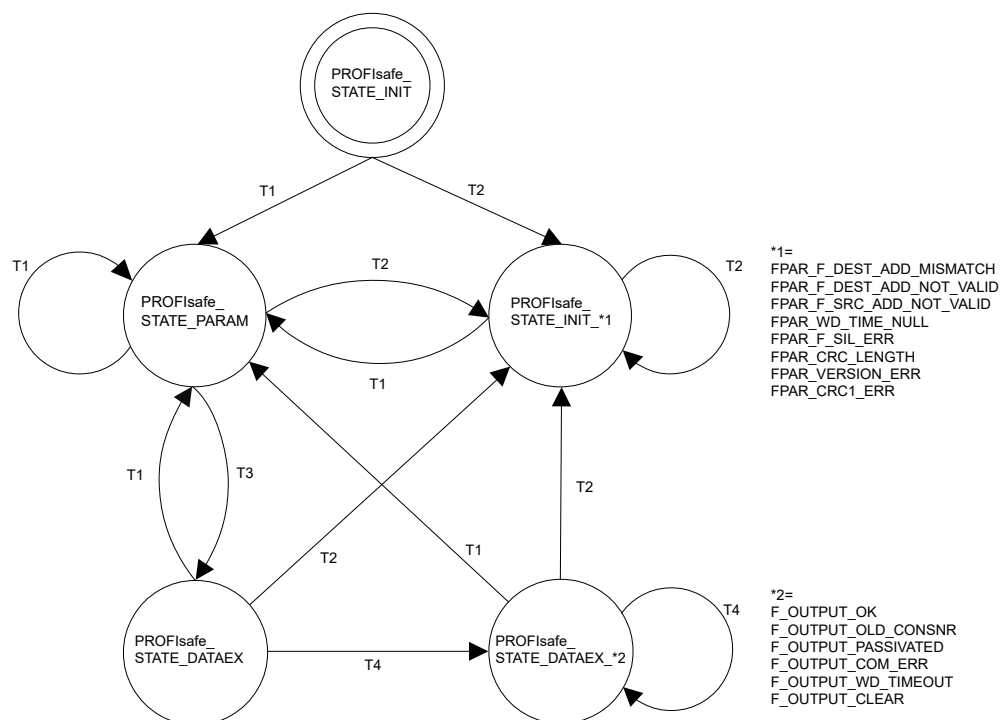 PROFIsafe_
STATE_INIT
T1
T2
T1
PROFIsafe_
STATE_PARAM
T2
T1
PROFIsafe_
STATE_INIT_*1
T2
*1=
FPAR_F_DEST_ADD_MISMATCH
FPAR_F_DEST_ADD_NOT_VALID
FPAR_F_SRC_ADD_NOT_VALID
FPAR_WD_TIME_NULL
FPAR_F_SIL_ERR
FPAR_CRC_LENGTH
FPAR_VERSION_ERR
FPAR_CRC1_ERR
T1
T3
T2
T1
T2
PROFIsafe_
STATE_DATAEX
T4
PROFIsafe_
STATE_DATAEX_*2
T4
*2=
F_OUTPUT_OK
F_OUTPUT_OLD_CONSNR
F_OUTPUT_PASSIVATED
F_OUTPUT_COM_ERR
F_OUTPUT_WD_TIMEOUT
F_OUTPUT_CLEAR